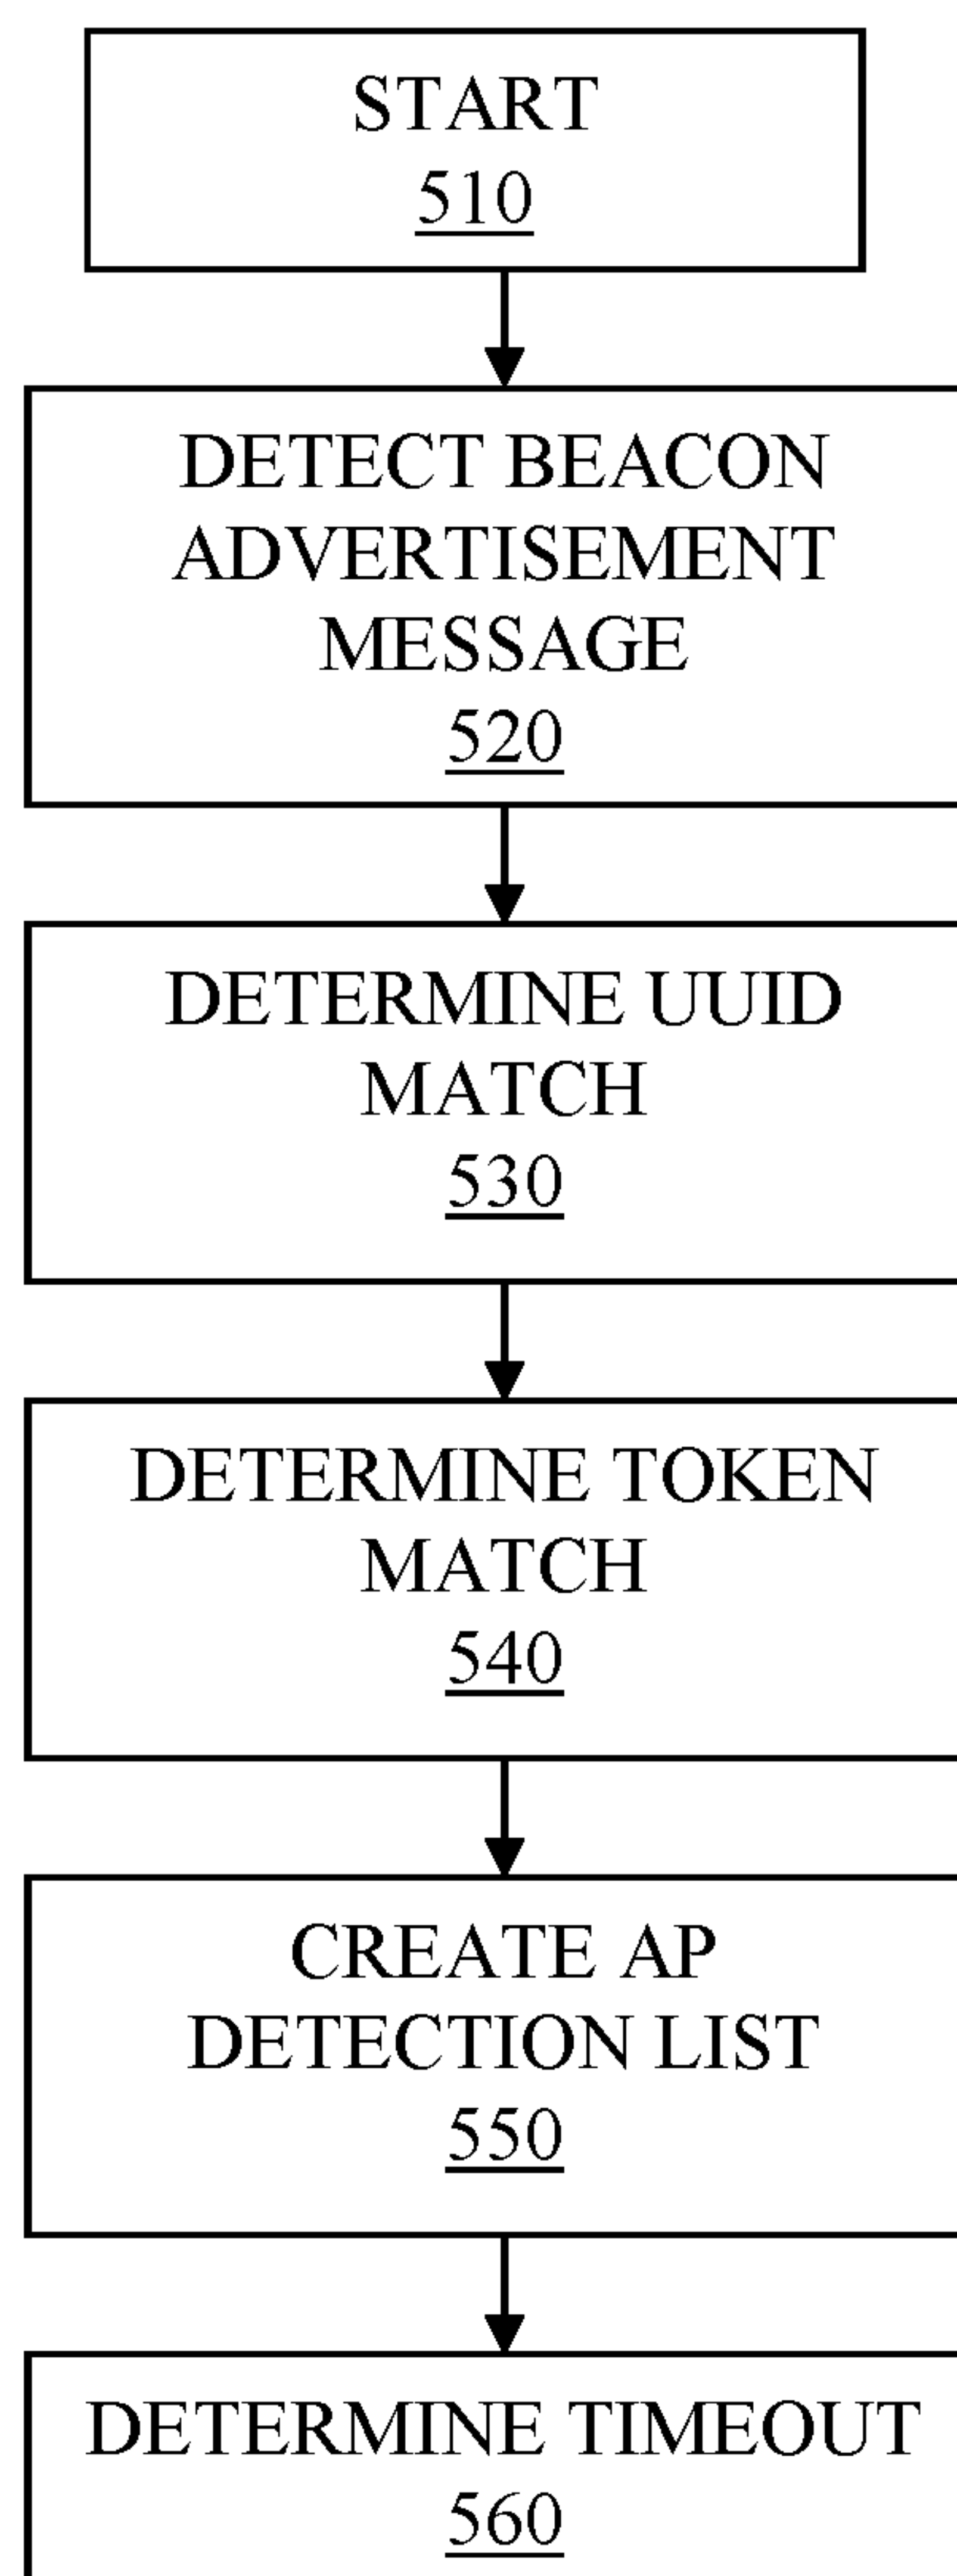 START
510
DETECT BEACON
ADVERTISEMENT
MESSAGE
520
DETERMINE UUID
MATCH
530
DETERMINE TOKEN
MATCH
540
CREATE AP
DETECTION LIST
550
DETERMINE TIMEOUT
560